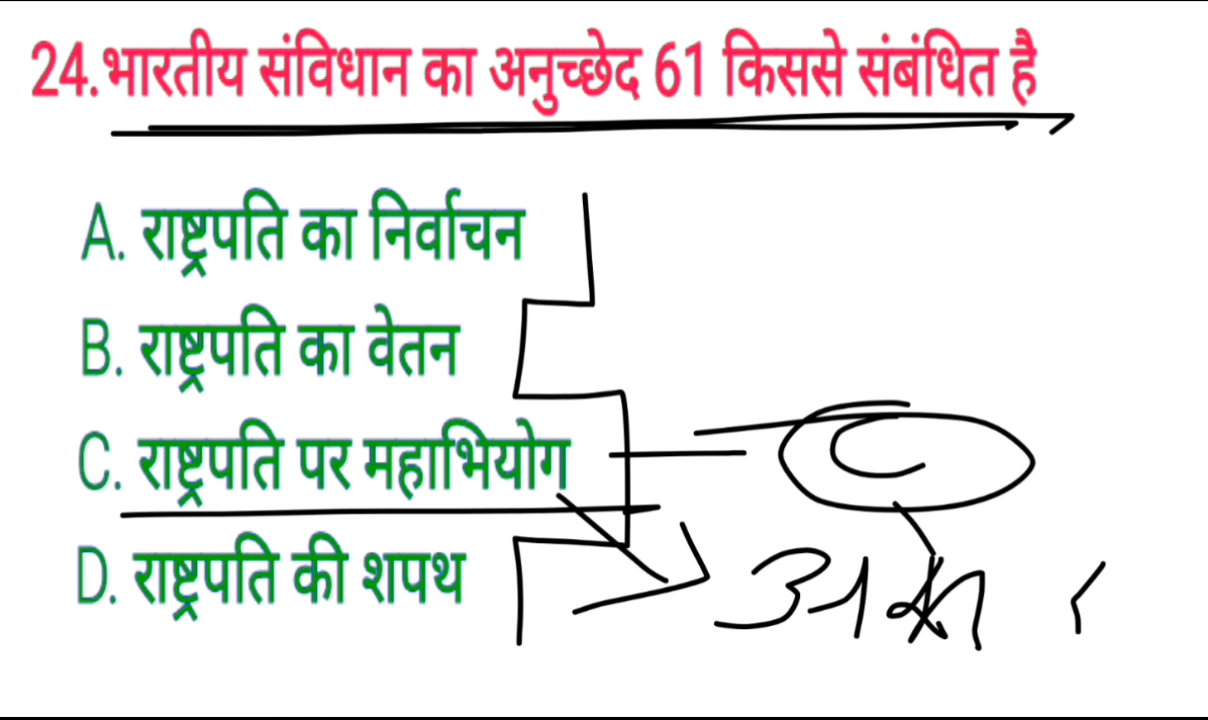 24.भारतीय संविधान का अनुच्छेद 61 किससे संबंधित है
A. राष्ट्रपति का निर्वाचन
B. राष्ट्रपति का वेतन
C. राष्ट्रपति पर महाभियोग
C
D. राष्ट्रपति की शपथ